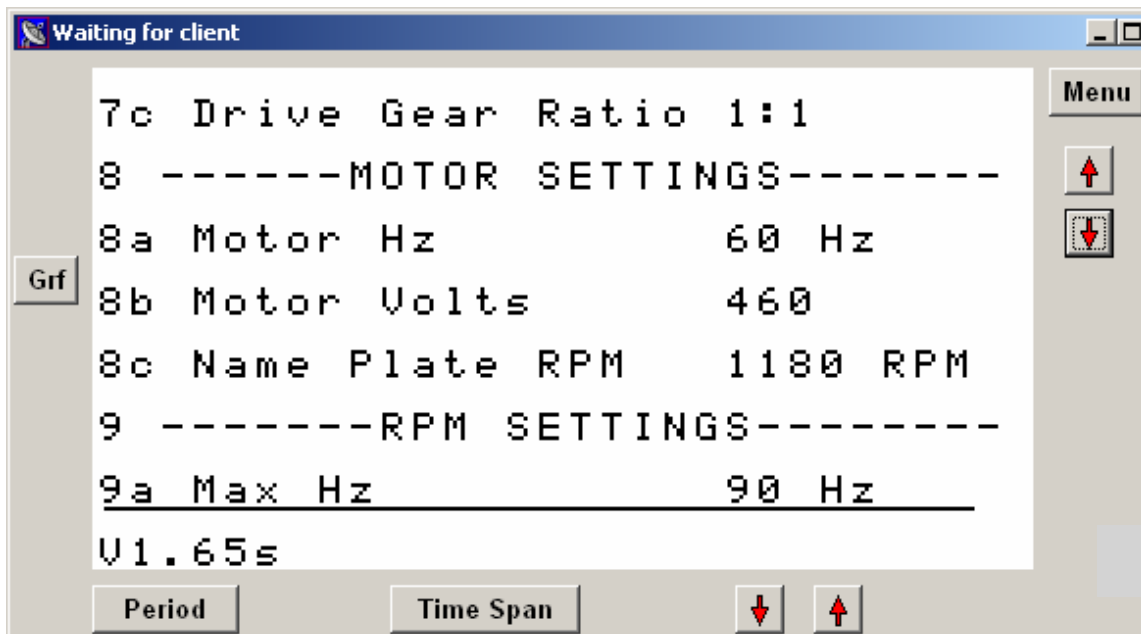 Waiting for client
7c Drive Gear Ratio 1:1
Menu
8 ------MOTOR SETTINGS-------
8a Motor Hz 60 Hz
Grf
8b Motor Volts 460
8c Name Plate RPM 1180 RPM
9 -------RPM SETTINGS--------
9a Max Hz 90 Hz
V1.65s
Period Time Span